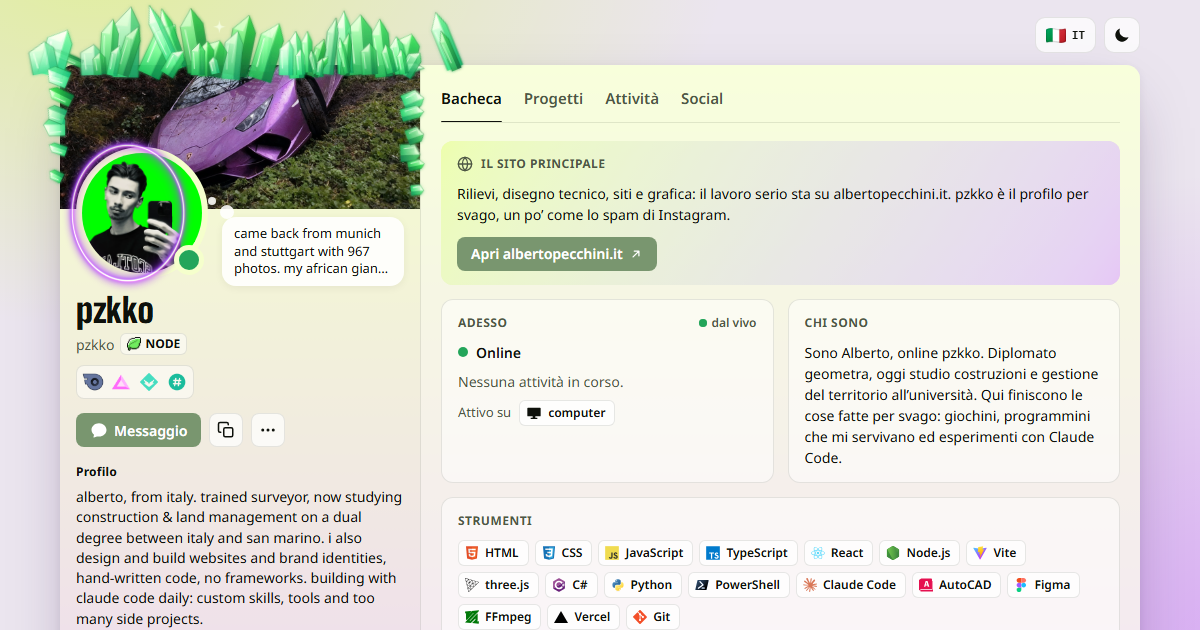 IT
Bacheca
Progetti
Attività
Social
IL SITO PRINCIPALE
Rilievi, disegno tecnico, siti e grafica: il lavoro serio sta su albertopecchini.it. pzkko è il profilo per
svago, un po’ come lo spam di Instagram.
Apri albertopecchini.it ↗
came back from munich
and stuttgart with 967
photos. my african gian...
pzkko
pzkko
NODE
Messaggio
Profilo
alberto, from italy. trained surveyor, now studying
construction & land management on a dual
degree between italy and san marino. i also
design and build websites and brand identities,
hand-written code, no frameworks. building with
claude code daily: custom skills, tools and too
many side projects.
ADESSO
dal vivo
Online
Nessuna attività in corso.
Attivo su
computer
CHI SONO
Sono Alberto, online pzkko. Diplomato
geometra, oggi studio costruzioni e gestione
del territorio all’università. Qui finiscono le
cose fatte per svago: giochini, programmini
che mi servivano ed esperimenti con Claude
Code.
STRUMENTI
HTML
CSS
JavaScript
TypeScript
React
Node.js
Vite
three.js
C#
Python
PowerShell
Claude Code
AutoCAD
Figma
FFmpeg
Vercel
Git